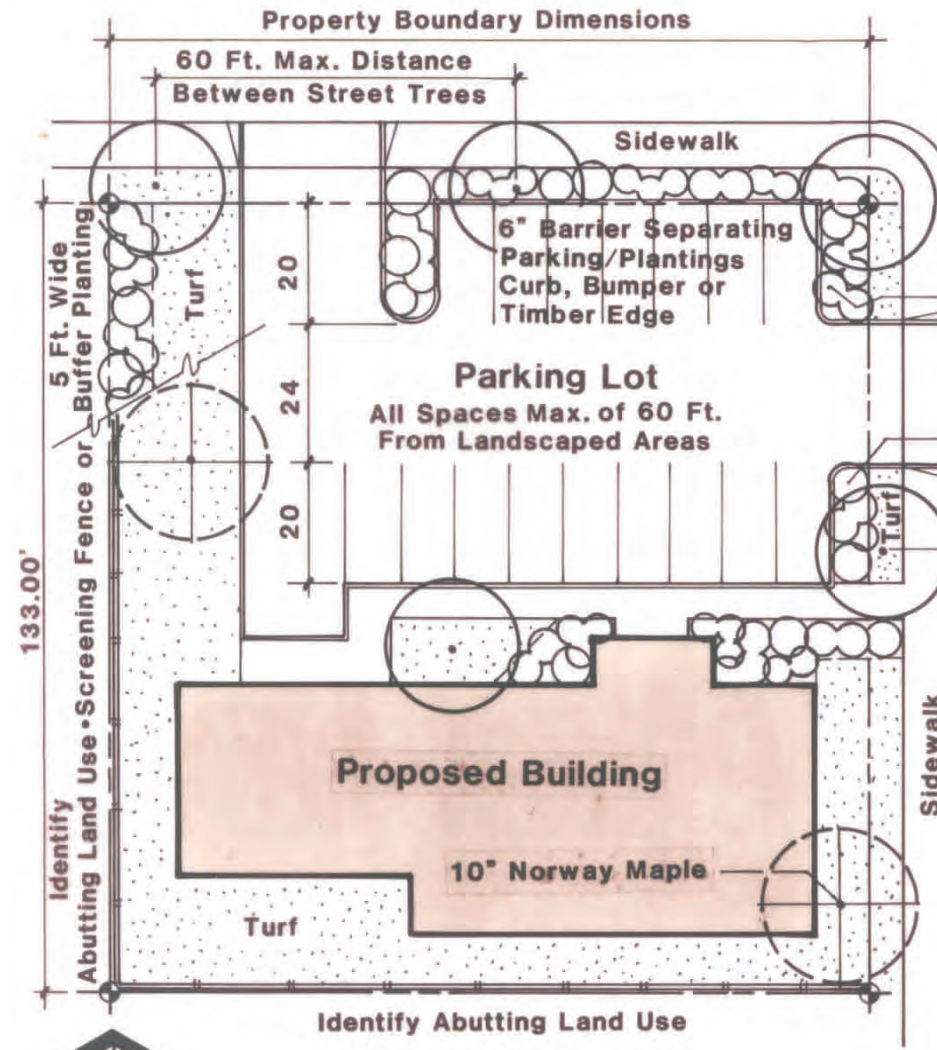 Property Boundary Dimensions
60 Ft. Max. Distance
Between Street Trees
Sidewalk
6" Barrier Separating
Parking/Plantings
Curb, Bumper or
Timber Edge
20
Turf
5 Ft. Wide
Screening Fence or Buffer Planting
24
Parking Lot
All Spaces Max. of 60 Ft.
From Landscaped Areas
20
Turf
133.00'
Identify
Abutting Land Use •
Proposed Building
Sidewalk
10" Norway Maple
Turf
Identify Abutting Land Use